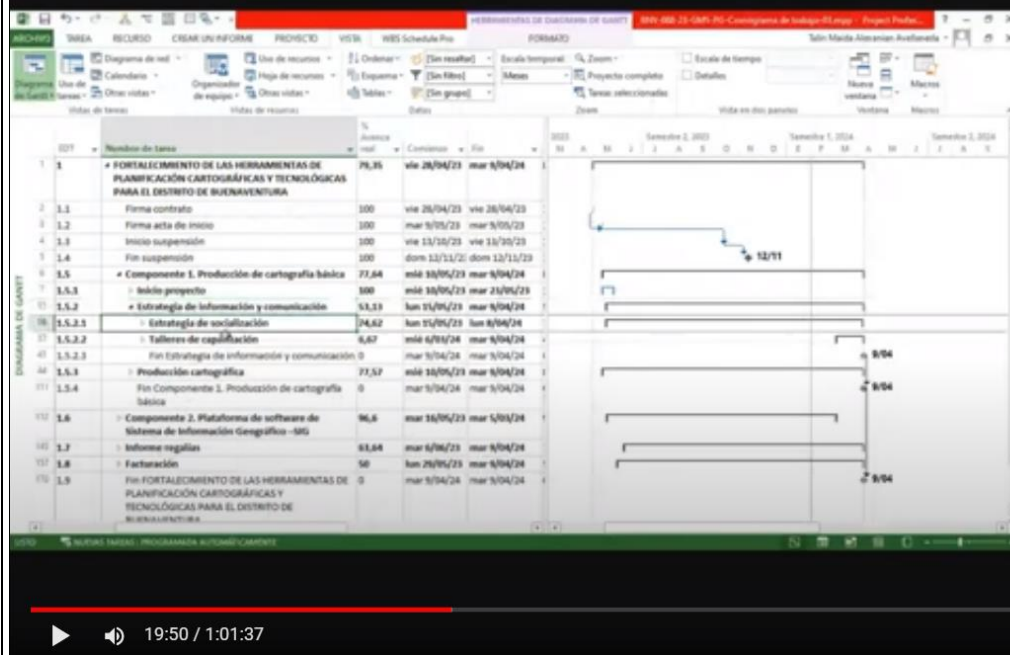 HERRAMIENTAS DE DIAGRAMA DE GANTT
ARCHIVO TAREA RECURSO CREAR UN INFORME PROYECTO VISTA WBS Schedule Pro FORMATO
Diagrama de Gantt
Uso de tareas
Diagrama de red
Calendario
Otras vistas
Vistas de tareas
Organizador de equipo
Uso de recursos
Hoja de recursos
Otras vistas
Vistas de recursos
Ordenar
Esquema
Tablas
[Sin resaltar]
[Sin filtro]
[Sin grupo]
Datos
Escala temporal:
Meses
Zoom
Proyecto completo
Tareas seleccionadas
Zoom
Escala de tiempo
Detalles
Vista en dos paneles
Nueva ventana
Ventana
Macros
Macros
EDT Nombre de tarea % Avance real Comienzo Fin
2023 Semestre 2, 2023 Semestre 1, 2024 Semestre 2, 2024
1 1 FORTALECIMIENTO DE LAS HERRAMIENTAS DE PLANIFICACIÓN CARTOGRÁFICAS Y TECNOLÓGICAS PARA EL DISTRITO DE BUENAVENTURA 79,35 vie 28/04/23 mar 9/04/24
2 1.1 Firma contrato 100 vie 28/04/23 vie 28/04/23
3 1.2 Firma acta de inicio 100 mar 9/05/23 mar 9/05/23
4 1.3 Inicio suspensión 100 vie 13/10/23 vie 13/10/23
5 1.4 Fin suspensión 100 dom 12/11/2 dom 12/11/23 12/11
6 1.5 Componente 1. Producción de cartografía básica 77,64 mié 10/05/23 mar 9/04/24
7 1.5.1 Inicio proyecto 100 mié 10/05/23 mar 23/05/23
1.5.2 Estrategia de información y comunicación 53,13 lun 15/05/23 mar 9/04/24
1.5.2.1 Estrategia de socialización 74,62 lun 15/05/23 lun 8/04/24
1.5.2.2 Talleres de capacitación 6,67 mié 6/03/24 mar 9/04/24
1.5.2.3 Fin Estrategia de información y comunicación 0 mar 9/04/24 mar 9/04/24 9/04
1.5.3 Producción cartográfica 77,57 mié 10/05/23 mar 9/04/24
1.5.4 Fin Componente 1. Producción de cartografía básica 0 mar 9/04/24 mar 9/04/24 9/04
1.6 Componente 2. Plataforma de software de Sistema de Información Geográfico –SIG 96,6 mar 16/05/23 mar 5/03/24
1.7 Informe regalías 63,64 mar 6/06/23 mar 9/04/24
1.8 Facturación 50 lun 29/05/23 mar 9/04/24
1.9 Fin FORTALECIMIENTO DE LAS HERRAMIENTAS DE PLANIFICACIÓN CARTOGRÁFICAS Y TECNOLÓGICAS PARA EL DISTRITO DE BUENAVENTURA 0 mar 9/04/24 mar 9/04/24 9/04
DIAGRAMA DE GANTT
LISTO NUEVAS TAREAS : PROGRAMADA AUTOMÁTICAMENTE
19:50 / 1:01:37